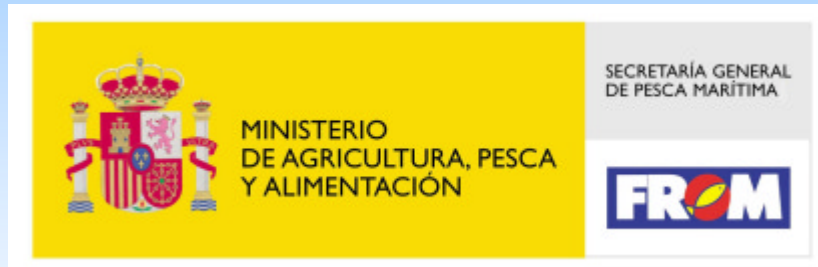 MINISTERIO
DE AGRICULTURA, PESCA
Y ALIMENTACIÓN
SECRETARÍA GENERAL
DE PESCA MARÍTIMA
FROM